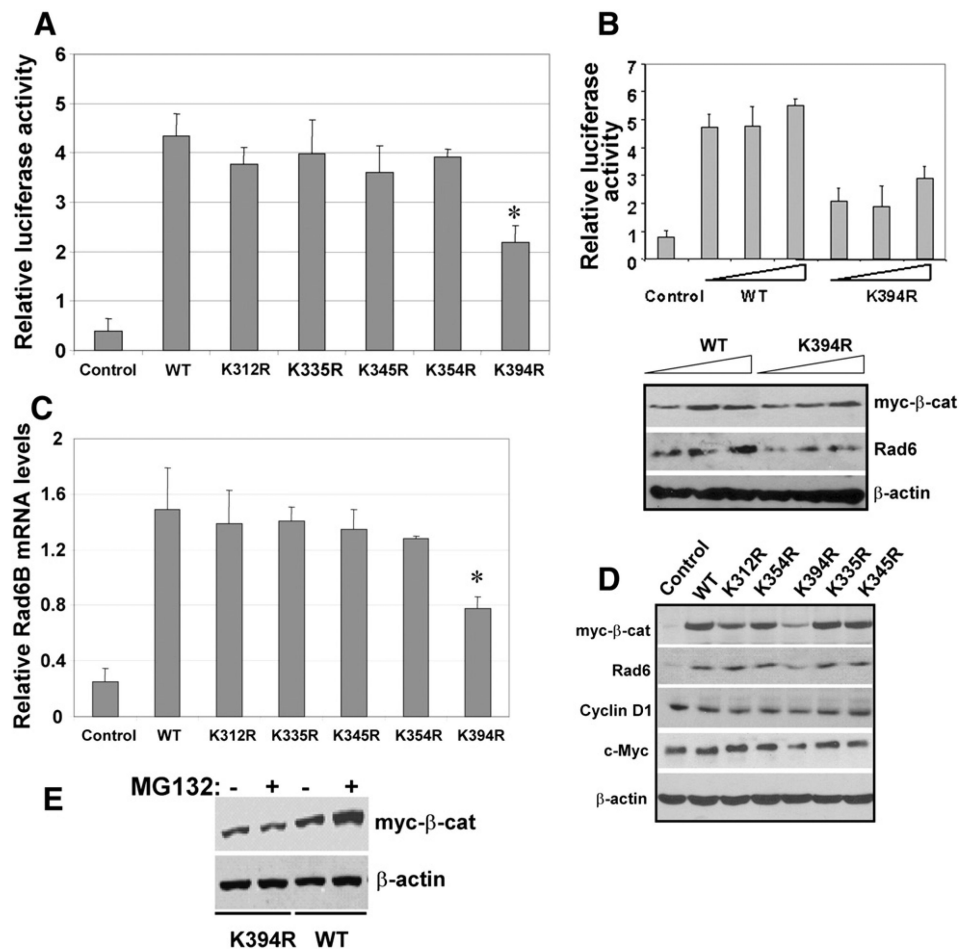 A
Relative luciferase activity
6
5
4
3
2
1
0
*
Control WT K312R K335R K345R K354R K394R
B
Relative luciferase
activity
7
6
5
4
3
2
1
0
Control WT K394R
WT K394R
myc-β-cat
Rad6
β-actin
C
Relative Rad6B mRNA levels
2
1.6
1.2
0.8
0.4
0
*
Control WT K312R K335R K345R K354R K394R
D
Control WT K312R K354R K394R K335R K345R
myc-β-cat
Rad6
Cyclin D1
c-Myc
β-actin
E
MG132: - + - +
myc-β-cat
β-actin
K394R WT